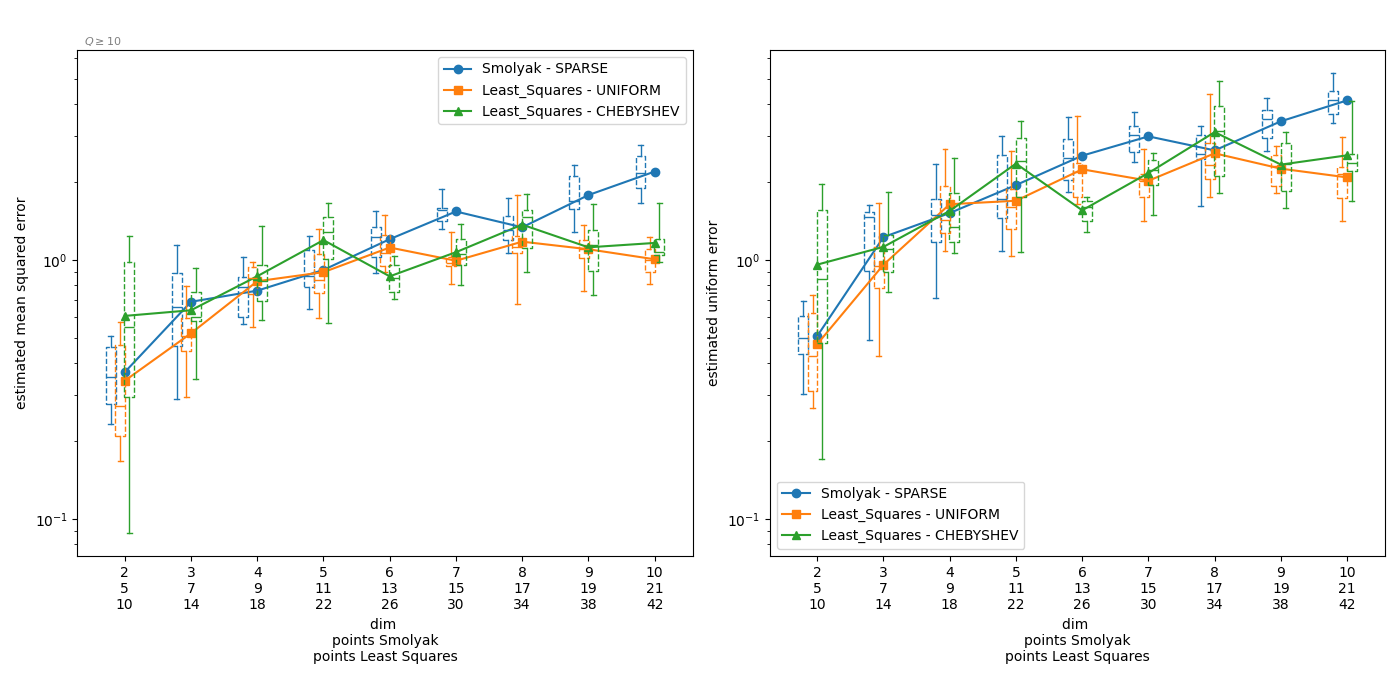 Q ≥ 10
estimated mean squared error
10⁰
10⁻¹
Smolyak - SPARSE
Least_Squares - UNIFORM
Least_Squares - CHEBYSHEV
2 3 4 5 6 7 8 9 10
5 7 9 11 13 15 17 19 21
10 14 18 22 26 30 34 38 42
dim
points Smolyak
points Least Squares
estimated uniform error
10⁰
10⁻¹
Smolyak - SPARSE
Least_Squares - UNIFORM
Least_Squares - CHEBYSHEV
2 3 4 5 6 7 8 9 10
5 7 9 11 13 15 17 19 21
10 14 18 22 26 30 34 38 42
dim
points Smolyak
points Least Squares